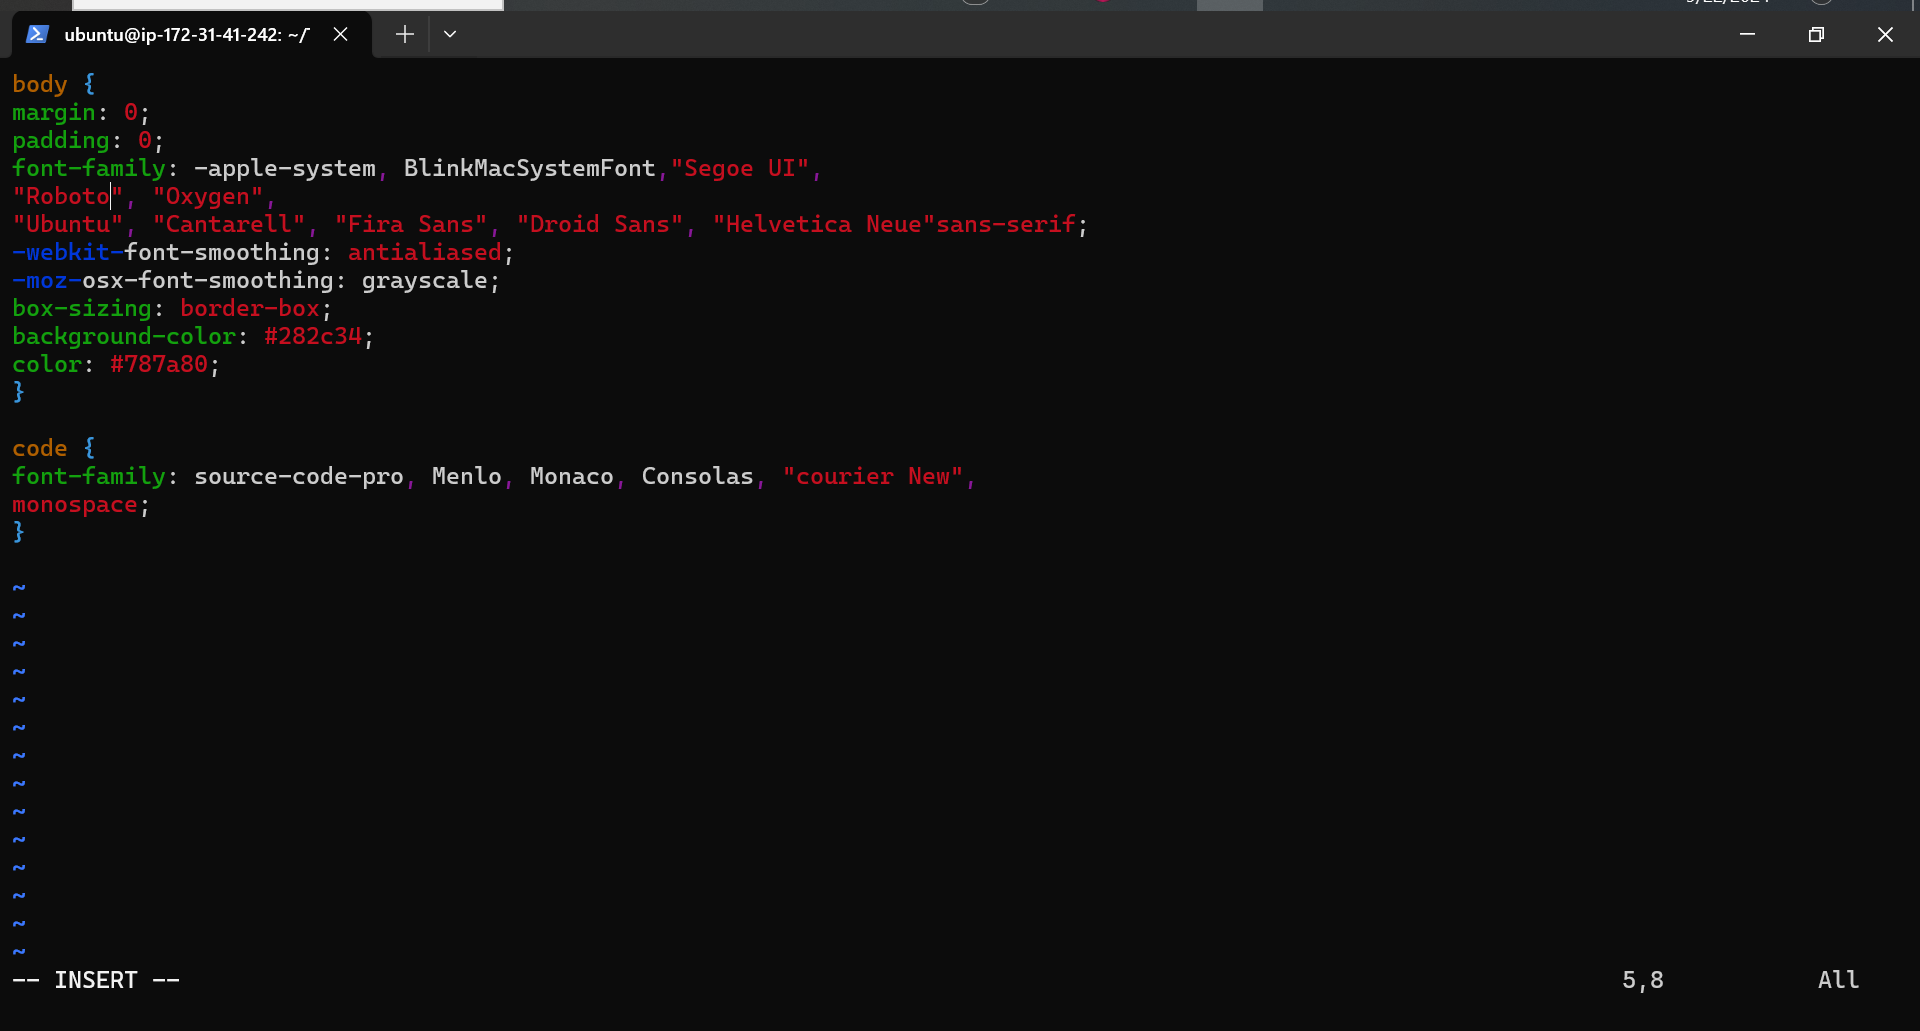 ubuntu@ip-172-31-41-242: ~/
body {
margin: 0;
padding: 0;
font-family: -apple-system, BlinkMacSystemFont,"Segoe UI",
"Roboto", "Oxygen",
"Ubuntu", "Cantarell", "Fira Sans", "Droid Sans", "Helvetica Neue"sans-serif;
-webkit-font-smoothing: antialiased;
-moz-osx-font-smoothing: grayscale;
box-sizing: border-box;
background-color: #282c34;
color: #787a80;
}
code {
font-family: source-code-pro, Menlo, Monaco, Consolas, "courier New",
monospace;
}
~
~
~
~
~
~
~
~
~
~
~
~
~
~
-- INSERT -- 5,8 All